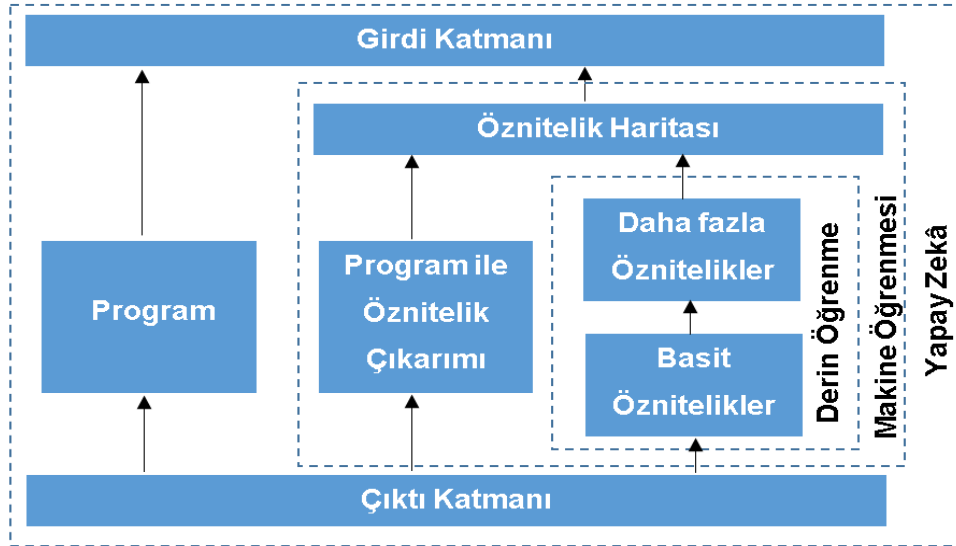 Girdi Katmanı
Öznitelik Haritası
Program
Program ile
Öznitelik
Çıkarımı
Daha fazla
Öznitelikler
Basit
Öznitelikler
Derin Öğrenme
Makine Öğrenmesi
Yapay Zekâ
Çıktı Katmanı